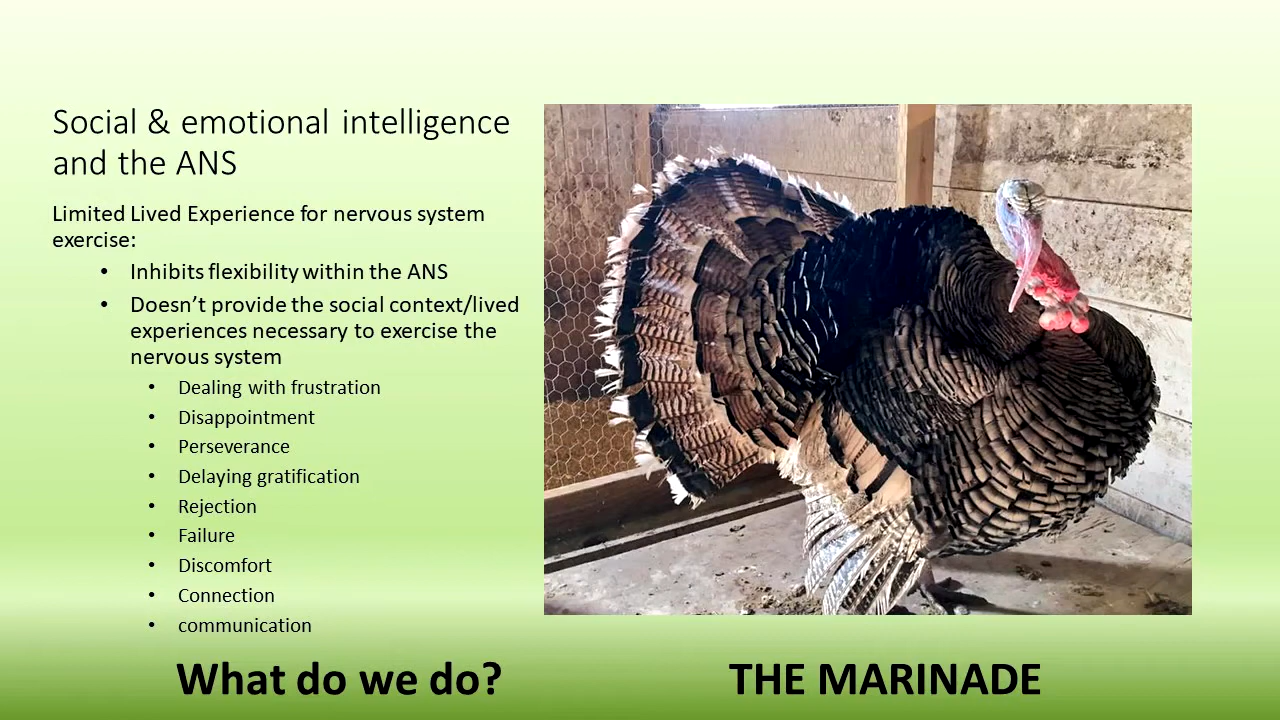 Social & emotional intelligence
and the ANS
Limited Lived Experience for nervous system
exercise:
• Inhibits flexibility within the ANS
• Doesn’t provide the social context/lived
experiences necessary to exercise the
nervous system
• Dealing with frustration
• Disappointment
• Perseverance
• Delaying gratification
• Rejection
• Failure
• Discomfort
• Connection
• communication
What do we do?
THE MARINADE